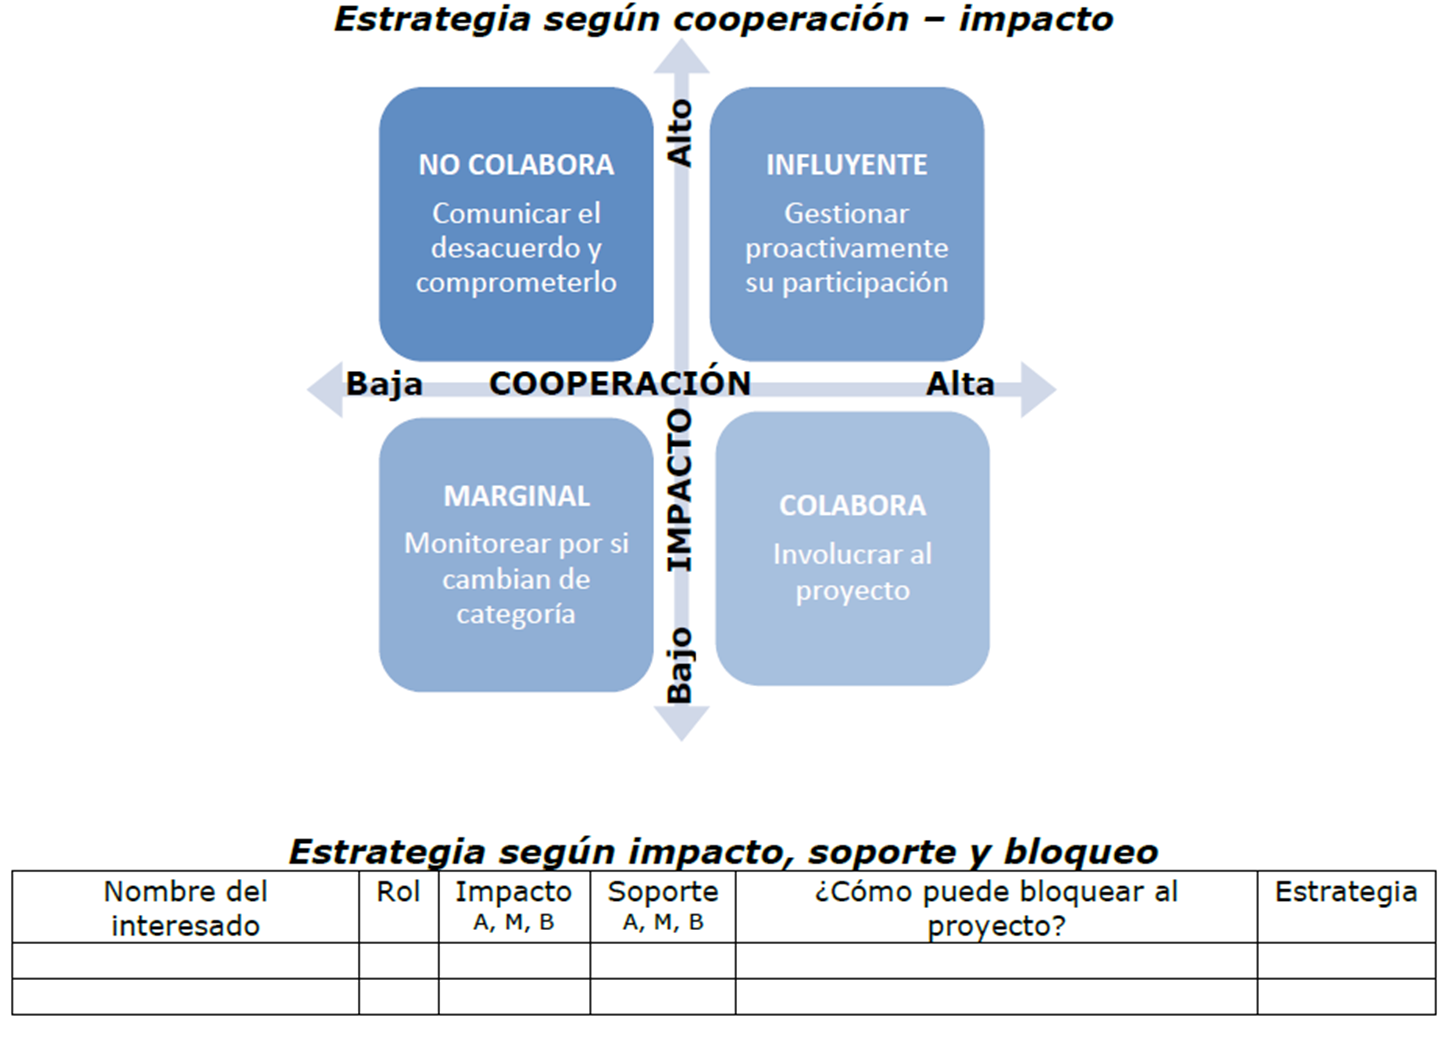 Estrategia según cooperación – impacto
Alto
NO COLABORA
Comunicar el
desacuerdo y
comprometerlo
INFLUYENTE
Gestionar
proactivamente
su participación
Baja
COOPERACIÓN
Alta
IMPACTO
MARGINAL
Monitorear por si
cambian de
categoría
COLABORA
Involucrar al
proyecto
Bajo
Estrategia según impacto, soporte y bloqueo
Nombre del
interesado
Rol
Impacto
A, M, B
Soporte
A, M, B
¿Cómo puede bloquear al
proyecto?
Estrategia